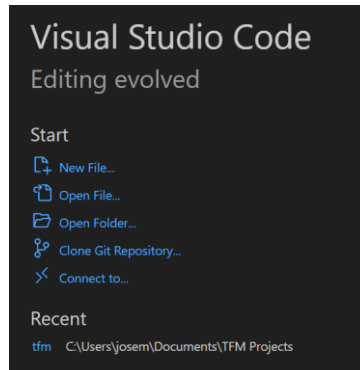 Visual Studio Code
Editing evolved
Start
New File...
Open File...
Open Folder...
Clone Git Repository...
Connect to...
Recent
tfm C:\Users\josem\Documents\TFM Projects